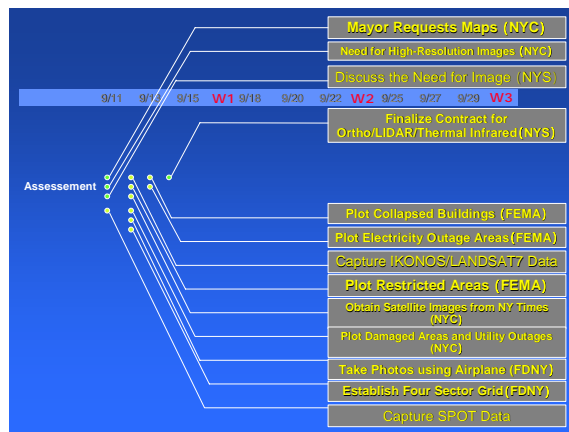 Mayor Requests Maps (NYC)
Need for High-Resolution Images (NYC)
Discuss the Need for Image (NYS)
9/11 9/13 9/15 W1 9/18 9/20 9/22 W2 9/25 9/27 9/29 W3
Finalize Contract for
Ortho/LIDAR/Thermal Infrared(NYS)
Assessement
Plot Collapsed Buildings (FEMA)
Plot Electricity Outage Areas(FEMA)
Capture IKONOS/LANDSAT7 Data
Plot Restricted Areas (FEMA)
Obtain Satellite Images from NY Times
(NYC)
Plot Damaged Areas and Utility Outages
(NYC)
Take Photos using Airplane (FDNY)
Establish Four Sector Grid(FDNY)
Capture SPOT Data